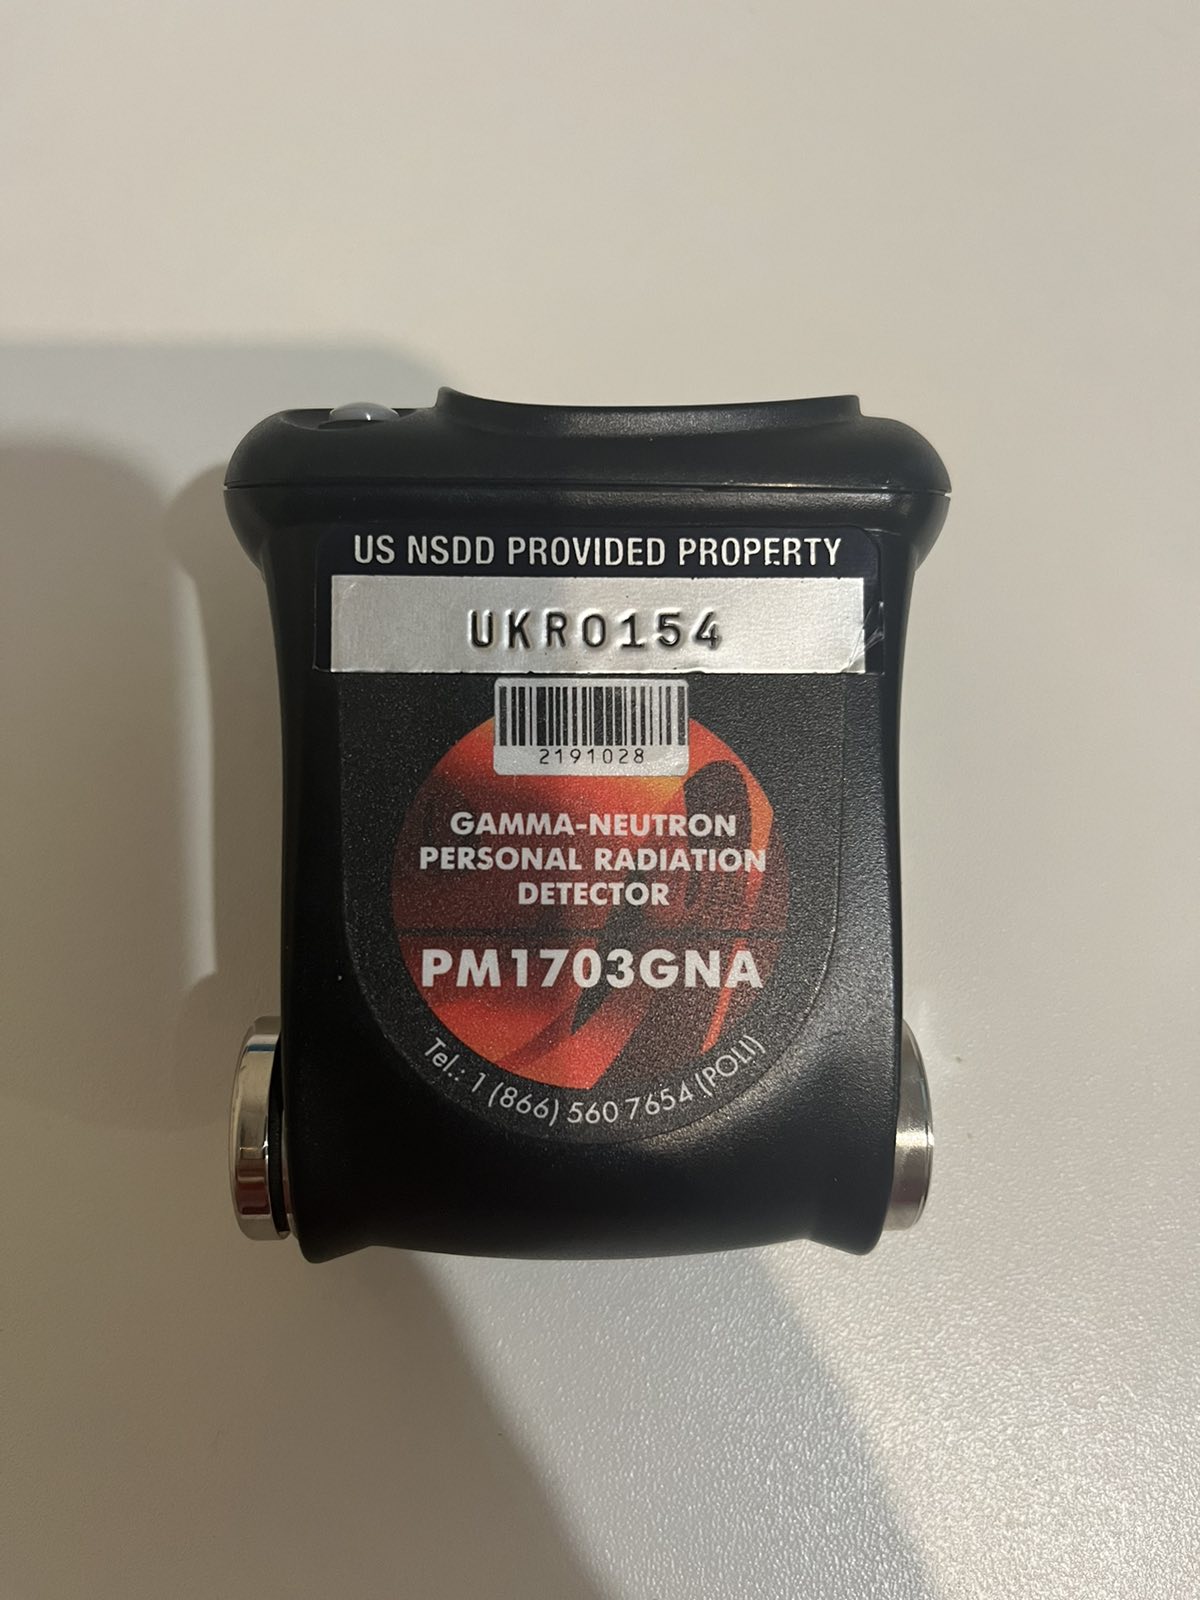 US NSDD PROVIDED PROPERTY
UKR0154
2191028
GAMMA-NEUTRON
PERSONAL RADIATION
DETECTOR
PM1703GNA
Tel.: 1 (866) 560 7654 (POLI)